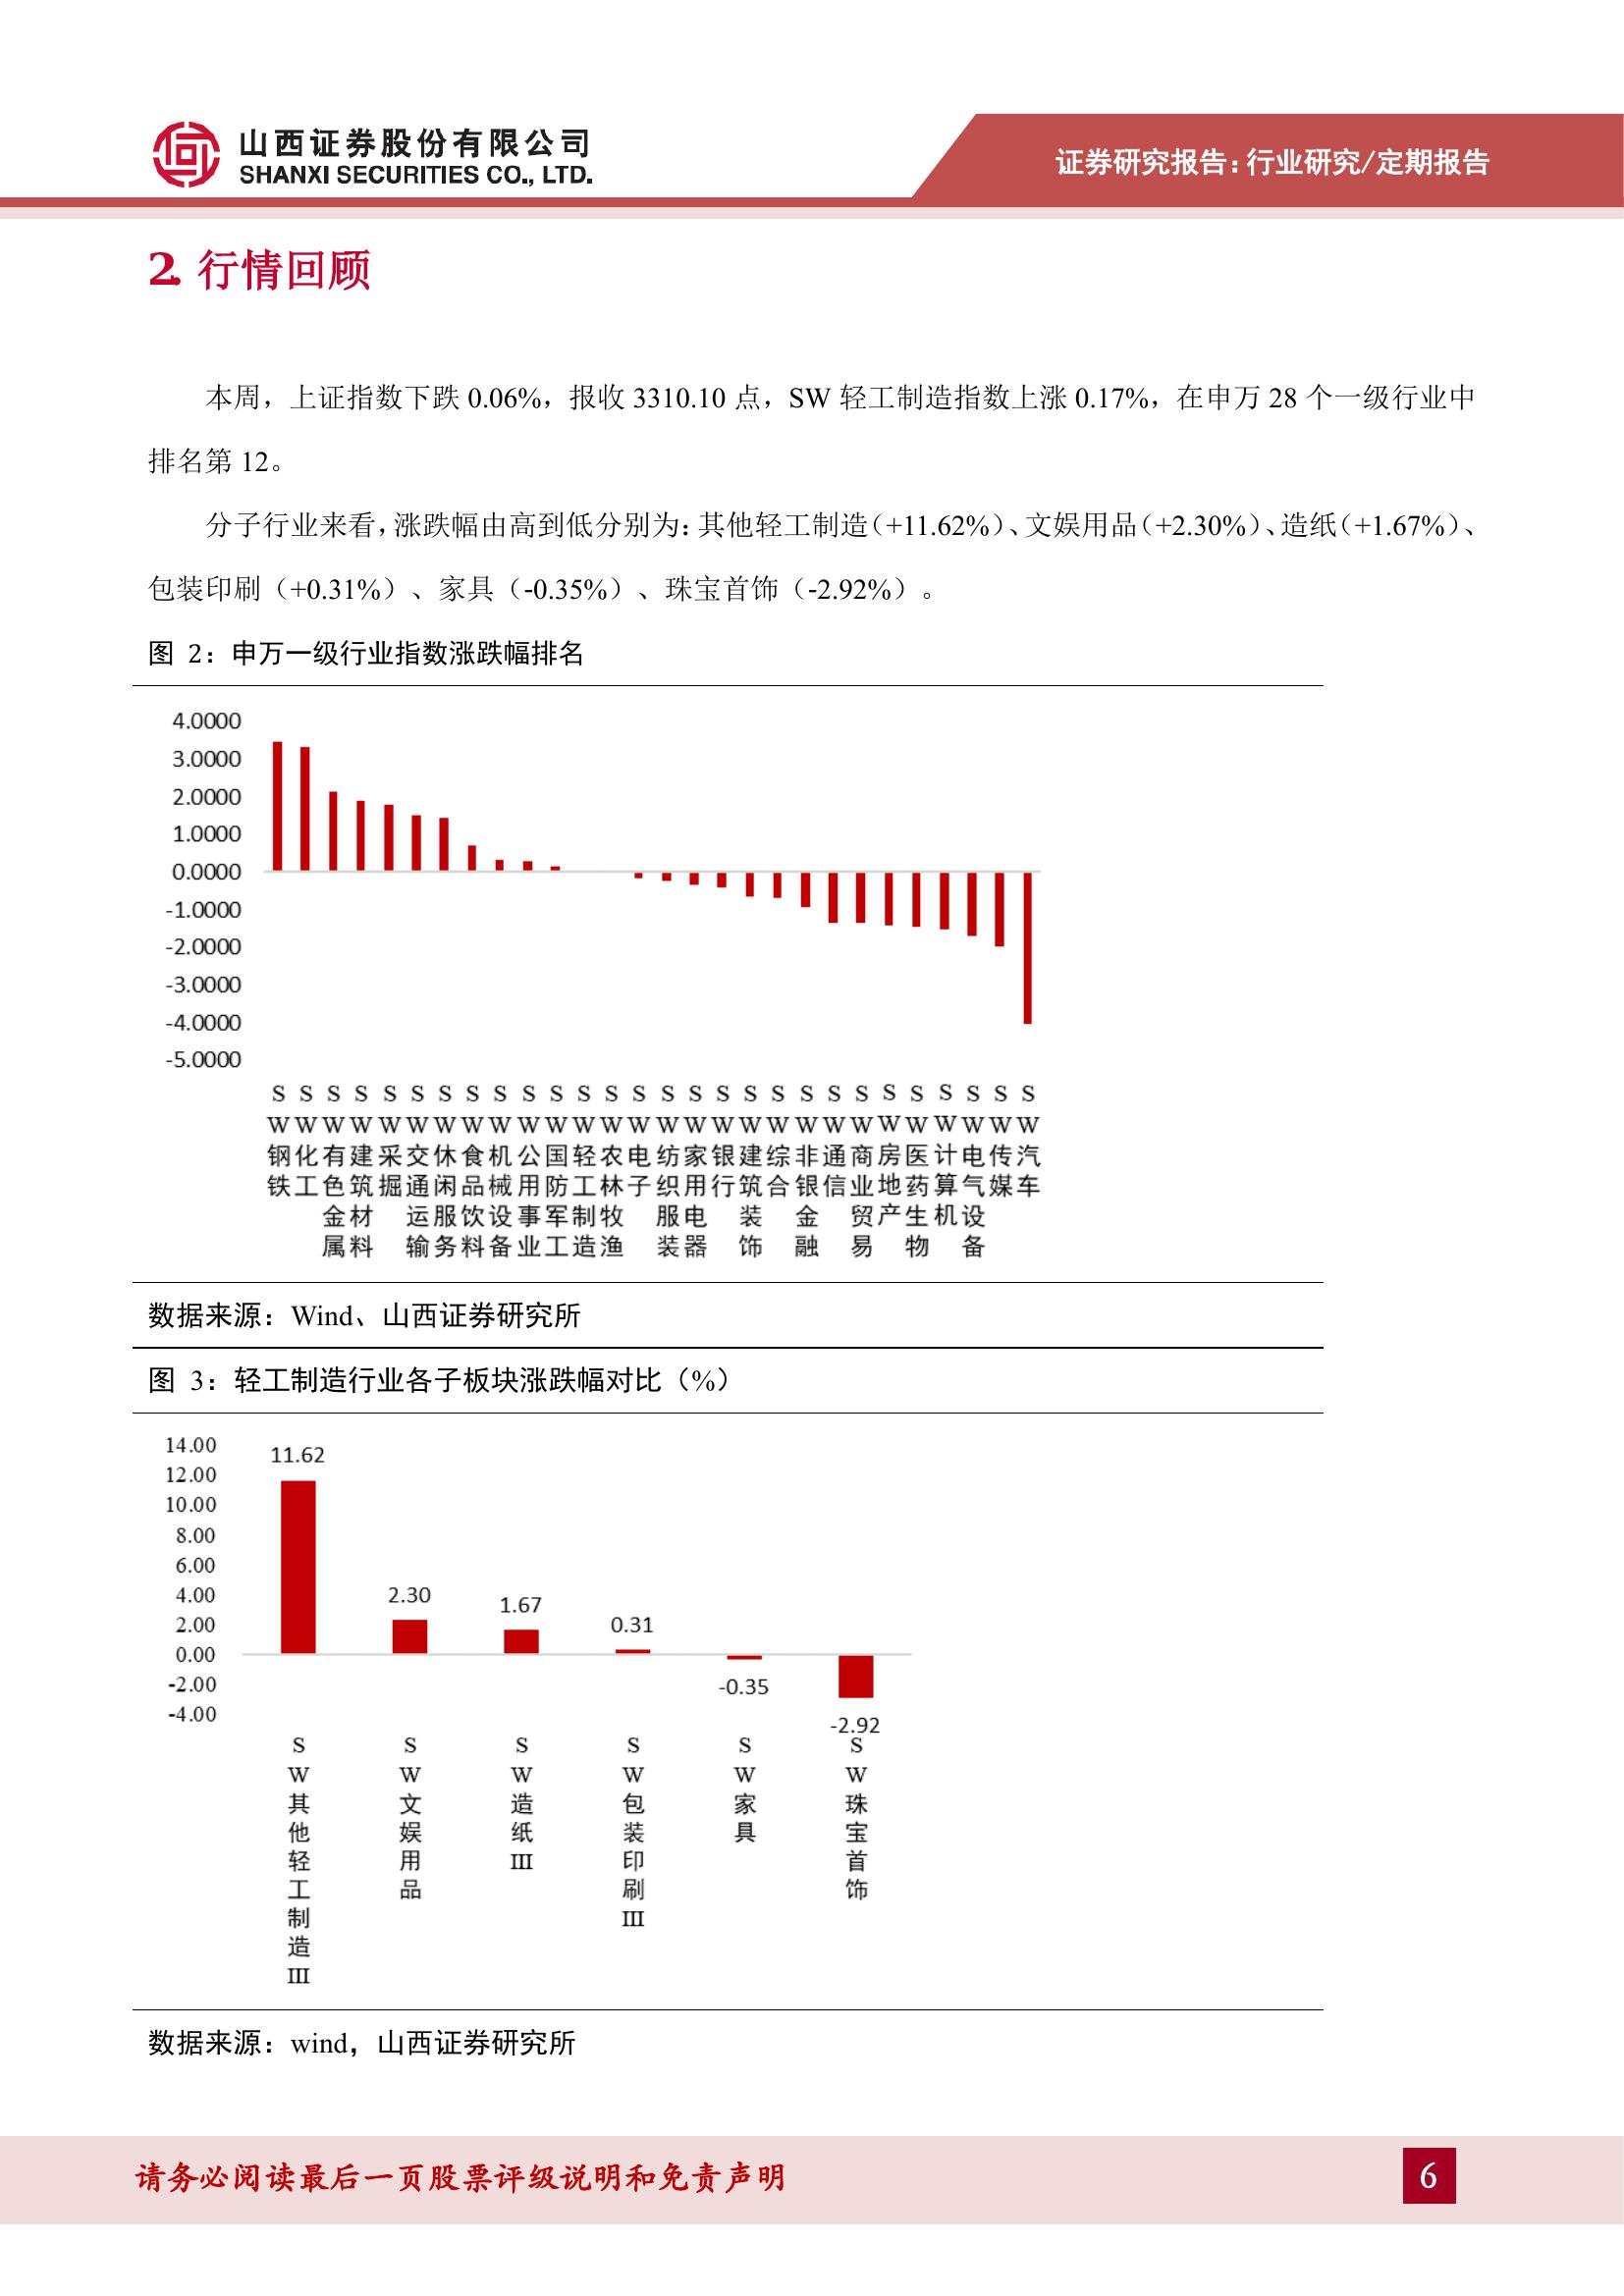 山西证券股份有限公司
SHANXI SECURITIES CO., LTD.
证券研究报告：行业研究/定期报告
2. 行情回顾
本周，上证指数下跌 0.06%，报收 3310.10 点，SW 轻工制造指数上涨 0.17%，在申万 28 个一级行业中
排名第 12。
分子行业来看，涨跌幅由高到低分别为：其他轻工制造（+11.62%）、文娱用品（+2.30%）、造纸（+1.67%）、
包装印刷（+0.31%）、家具（-0.35%）、珠宝首饰（-2.92%）。
图 2：申万一级行业指数涨跌幅排名
4.0000
3.0000
2.0000
1.0000
0.0000
-1.0000
-2.0000
-3.0000
-4.0000
-5.0000
SW钢铁
SW化工
SW有色金属
SW建筑材料
SW采掘
SW交通运输
SW休闲服务
SW食品饮料
SW机械设备
SW公用事业
SW国防军工
SW轻工制造
SW农林牧渔
SW电子
SW纺织服装
SW家用电器
SW银行
SW建筑装饰
SW综合
SW非银金融
SW通信
SW商业贸易
SW房地产
SW医药生物
SW计算机
SW电气设备
SW传媒
SW汽车
数据来源：Wind、山西证券研究所
图 3：轻工制造行业各子板块涨跌幅对比（%）
14.00
12.00
10.00
8.00
6.00
4.00
2.00
0.00
-2.00
-4.00
11.62
2.30
1.67
0.31
-0.35
-2.92
SW其他轻工制造III
SW文娱用品
SW造纸III
SW包装印刷III
SW家具
SW珠宝首饰
数据来源：wind，山西证券研究所
请务必阅读最后一页股票评级说明和免责声明
6